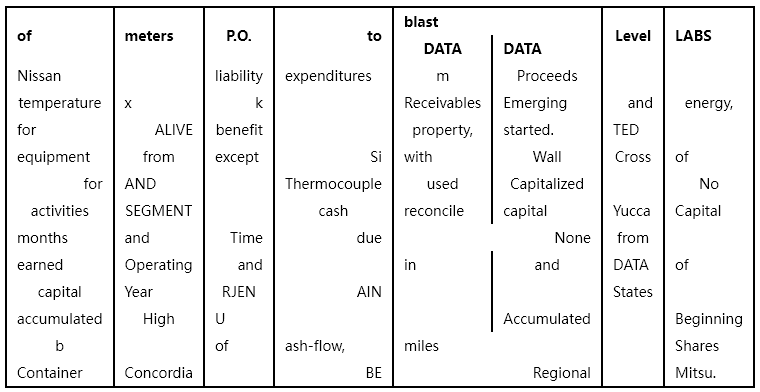 blast
of meters P.O. to DATA DATA Level LABS
Nissan liability expenditures m Proceeds
temperature x k Receivables Emerging and energy,
for ALIVE benefit property, started. TED
equipment from except Si with Wall Cross of
for AND Thermocouple used Capitalized No
activities SEGMENT cash reconcile capital Yucca Capital
months and Time due None from
earned Operating and in and DATA of
capital Year RJEN AIN States
accumulated High U Accumulated Beginning
b of ash-flow, miles Shares
Container Concordia BE Regional Mitsu.